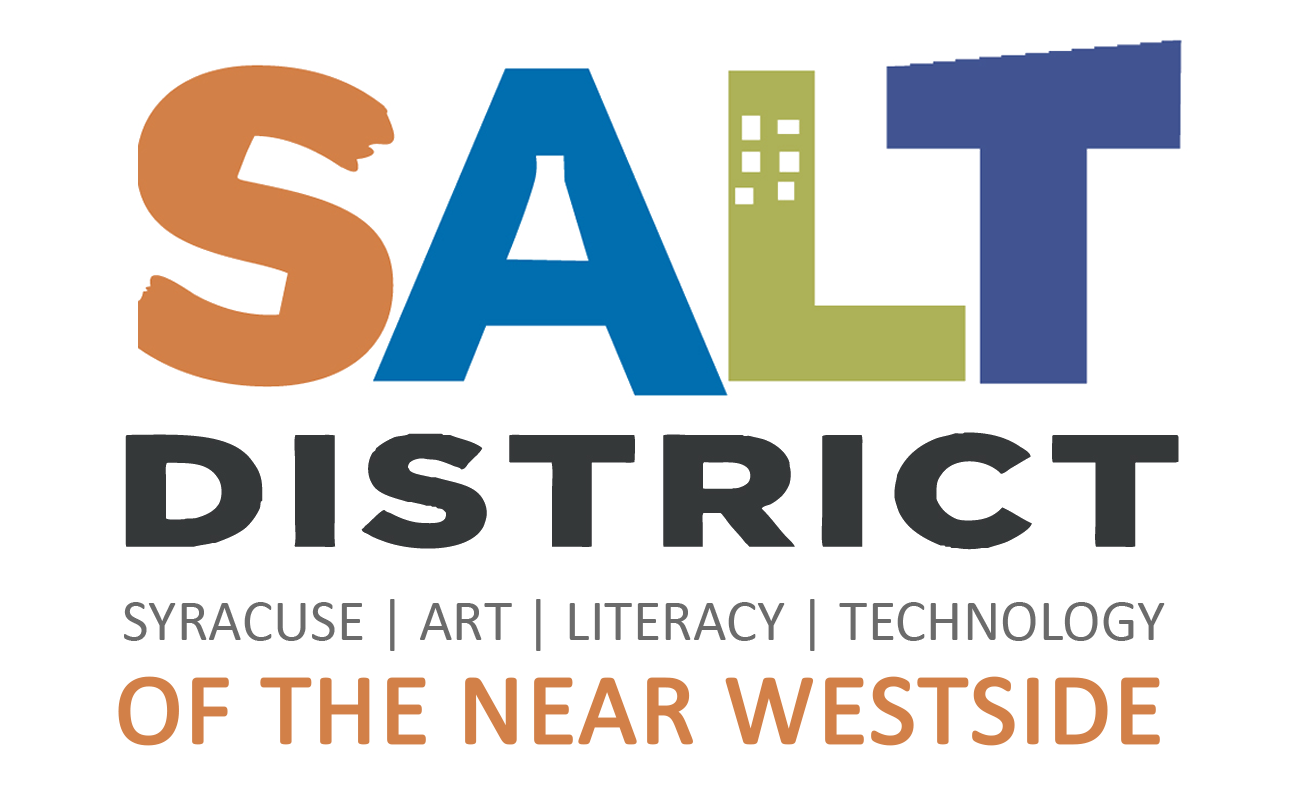 SALT
DISTRICT
SYRACUSE | ART | LITERACY | TECHNOLOGY
OF THE NEAR WESTSIDE